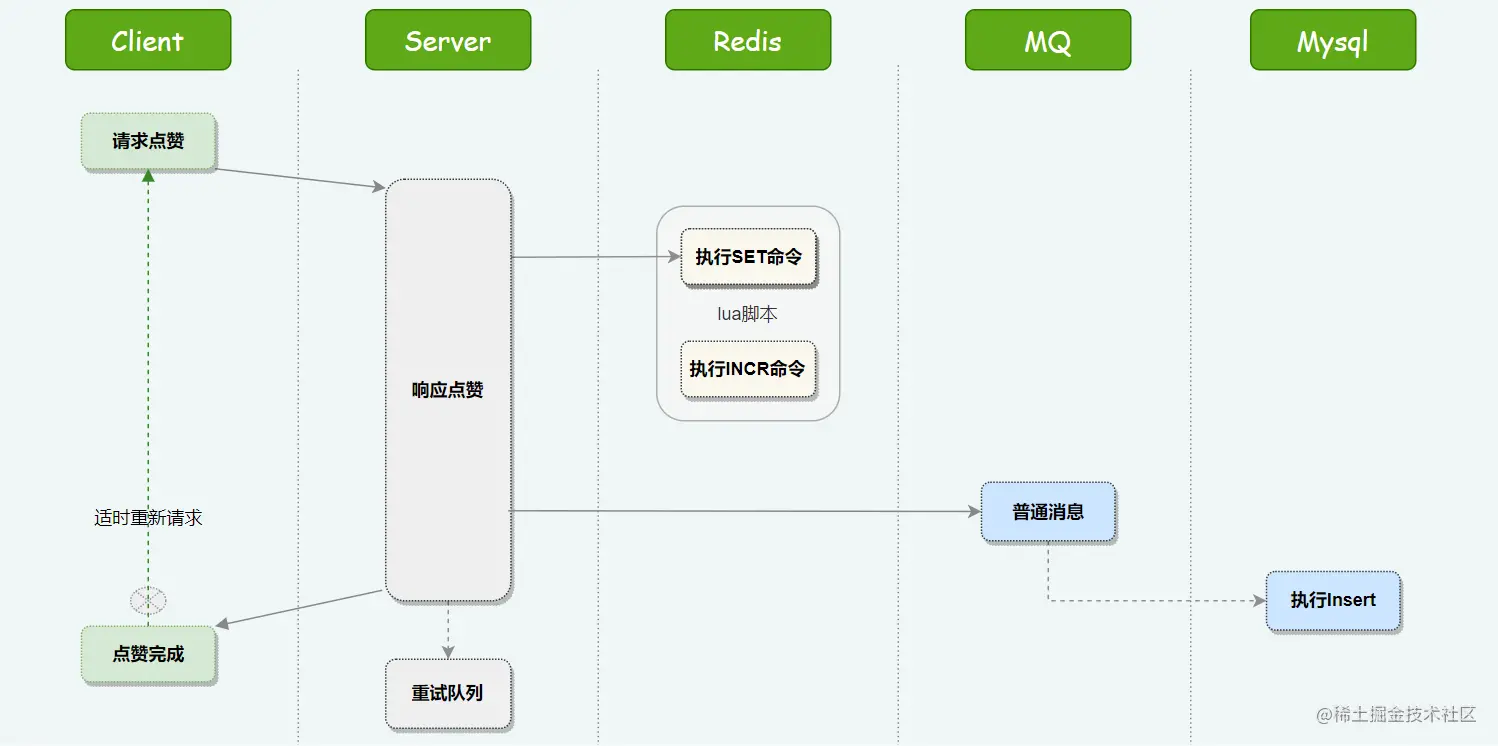 Client
Server
Redis
MQ
Mysql
请求点赞
执行SET命令
lua脚本
执行INCR命令
响应点赞
普通消息
适时重新请求
执行Insert
点赞完成
重试队列
@稀土掘金技术社区